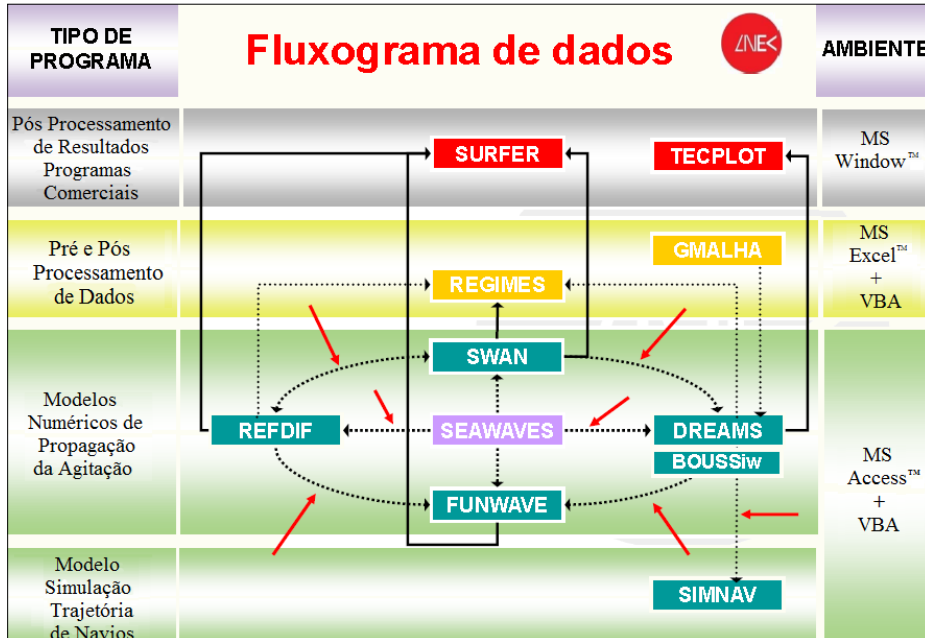 TIPO DE
PROGRAMA
Fluxograma de dados
LNEC
AMBIENTE
Pós Processamento
de Resultados
Programas
Comerciais
SURFER
TECPLOT
MS
Window™
Pré e Pós
Processamento
de Dados
GMALHA
REGIMES
MS
Excel™
+
VBA
SWAN
Modelos
Numéricos de
Propagação
da Agitação
REFDIF
SEAWAVES
DREAMS
BOUSSiw
FUNWAVE
MS
Access™
+
VBA
Modelo
Simulação
Trajetória
de Navios
SIMNAV